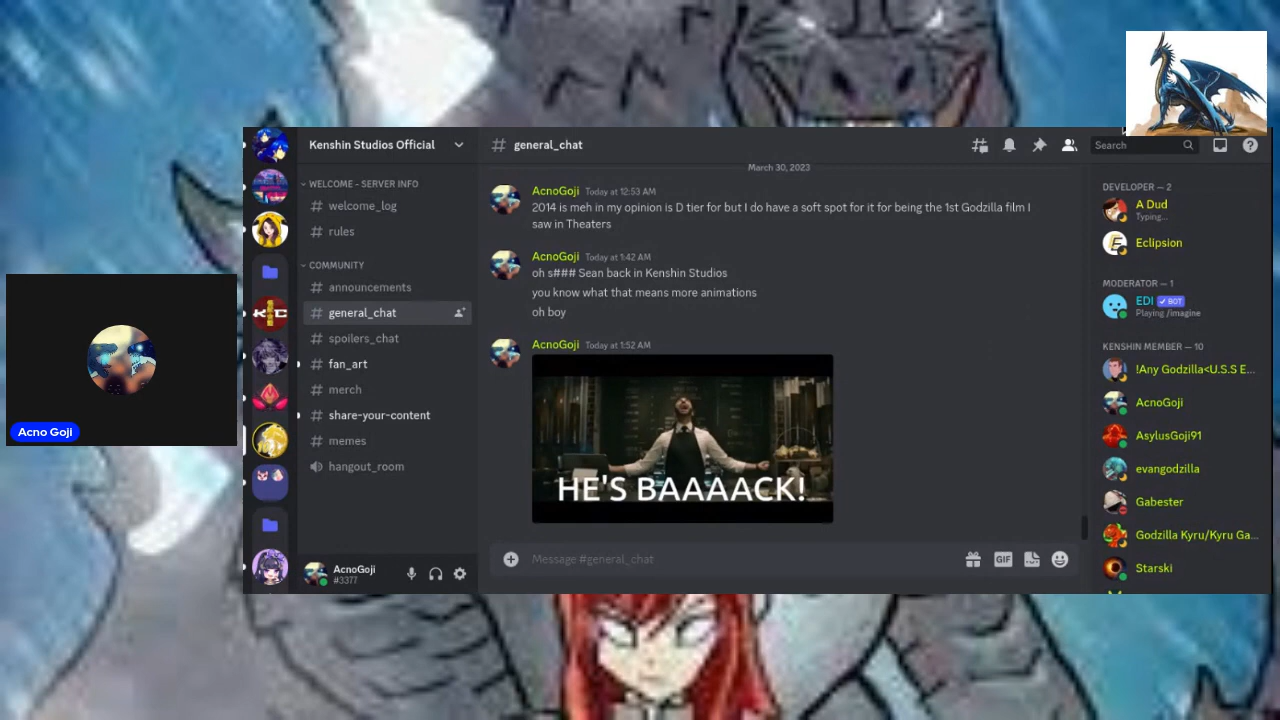 Kenshin Studios Official
general_chat
Search
March 30, 2023
WELCOME - SERVER INFO
welcome_log
rules
COMMUNITY
announcements
general_chat
spoilers_chat
fan_art
merch
share-your-content
memes
hangout_room
AcnoGoji
#3377
AcnoGoji Today at 12:53 AM
2014 is meh in my opinion is D tier for but I do have a soft spot for it for being the 1st Godzilla film I
saw in Theaters
AcnoGoji Today at 1:42 AM
oh s### Sean back in Kenshin Studios
you know what that means more animations
oh boy
AcnoGoji Today at 1:52 AM
HE'S BAAAACK!
Message #general_chat
GIF
DEVELOPER — 2
A Dud
Typing...
Eclipsion
MODERATOR — 1
EDI BOT
Playing /imagine
KENSHIN MEMBER — 10
!Any Godzilla<U.S.S E...
AcnoGoji
AsylusGoji91
evangodzilla
Gabester
Godzilla Kyru/Kyru Ga...
Starski
Acno Goji